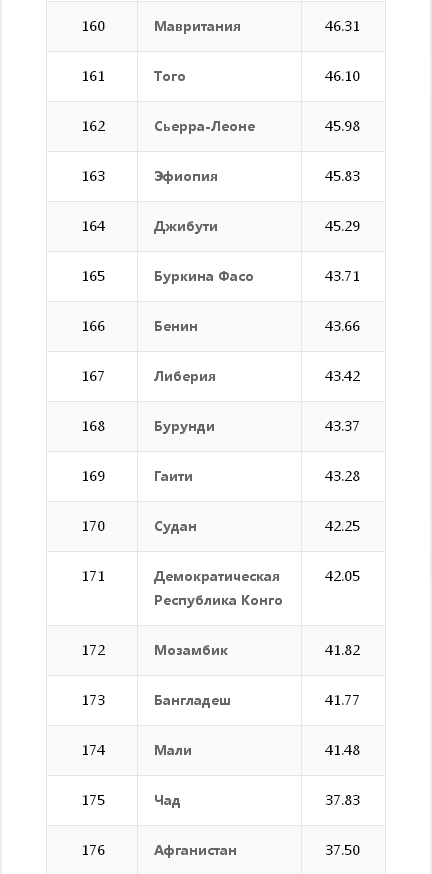 160 Мавритания 46.31
161 Того 46.10
162 Сьерра-Леоне 45.98
163 Эфиопия 45.83
164 Джибути 45.29
165 Буркина Фасо 43.71
166 Бенин 43.66
167 Либерия 43.42
168 Бурунди 43.37
169 Гаити 43.28
170 Судан 42.25
171 Демократическая 42.05
Республика Конго
172 Мозамбик 41.82
173 Бангладеш 41.77
174 Мали 41.48
175 Чад 37.83
176 Афганистан 37.50